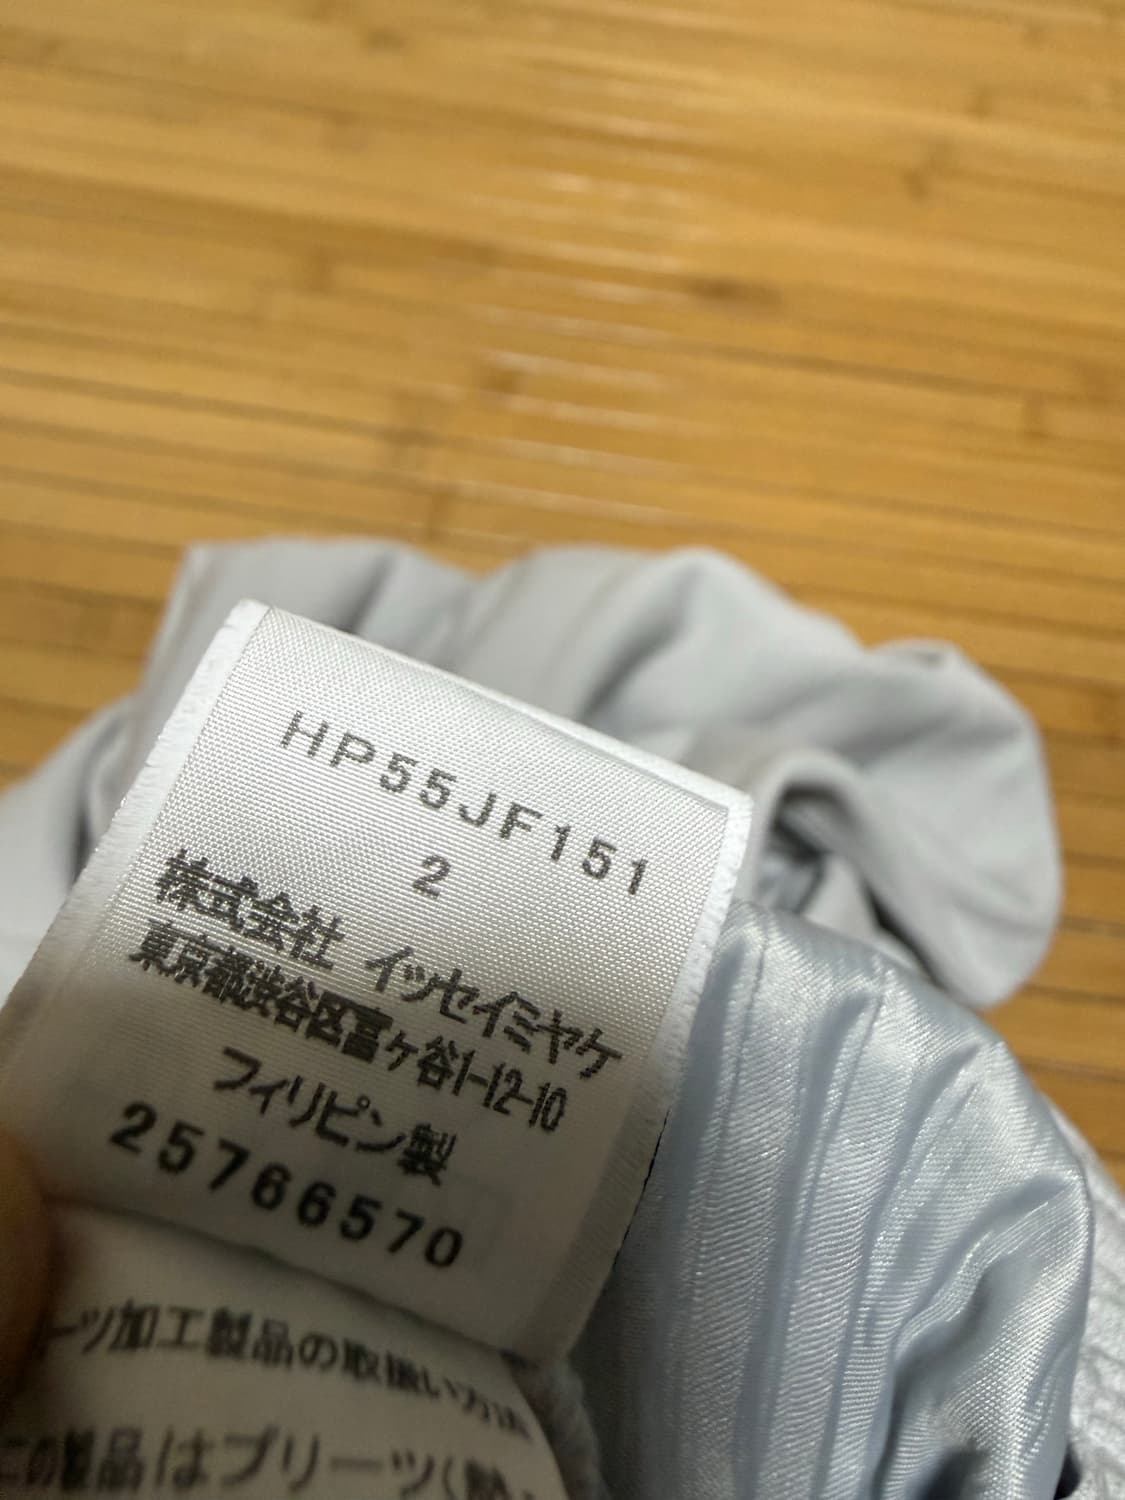 HP55JF151
2
株式会社 イッセイミヤケ
東京都渋谷区富ヶ谷1-12-10
フィリピン製
25766570
ーツ加工製品の取扱い方法
この製品はプリーツ(